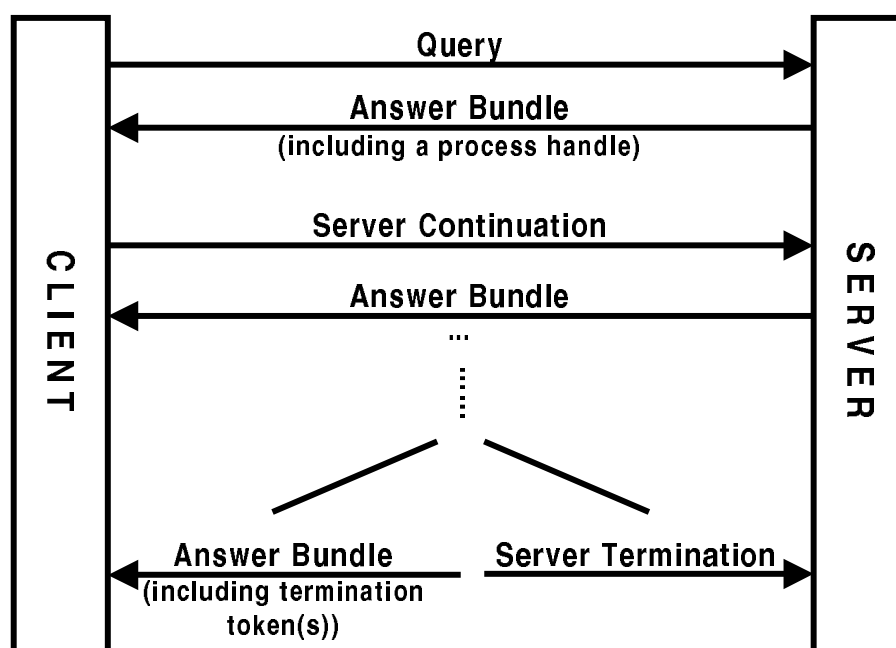 Query
Answer Bundle
(including a process handle)
Server Continuation
CLIENT
SERVER
Answer Bundle
...
Answer Bundle
(including termination
token(s))
Server Termination